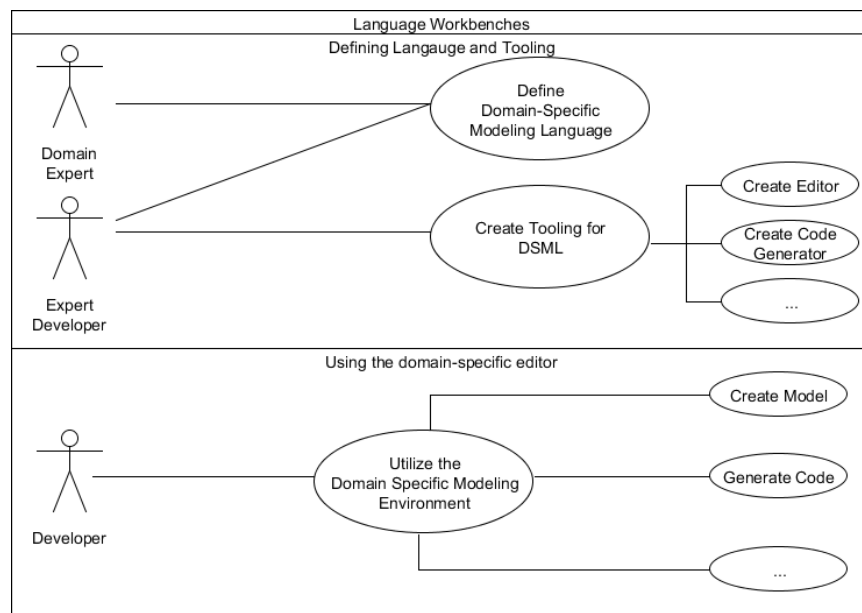 Language Workbenches
Defining Langauge and Tooling
Define
Domain-Specific
Modeling Language
Domain
Expert
Create Editor
Create Tooling for
DSML
Create Code
Generator
...
Expert
Developer
Using the domain-specific editor
Create Model
Utilize the
Domain Specific Modeling
Environment
Generate Code
Developer
...